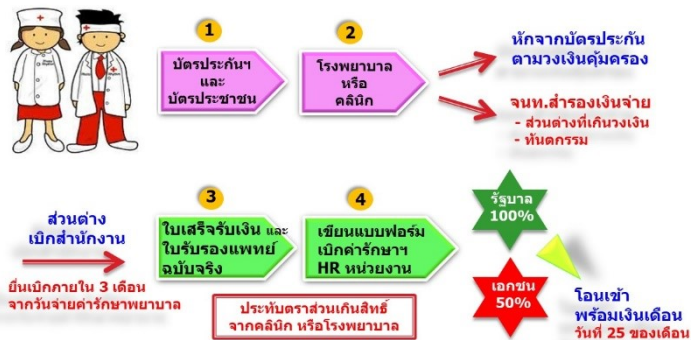 1
บัตรประกันฯ
และ
บัตรประชาชน
2
โรงพยาบาล
หรือ
คลินิก
หักจากบัตรประกัน
ตามวงเงินคุ้มครอง
จนท.สำรองเงินจ่าย
- ส่วนต่างที่เกินวงเงิน
- ทันตกรรม
ส่วนต่าง
เบิกสำนักงาน
ยื่นเบิกภายใน 3 เดือน
จากวันจ่ายค่ารักษาพยาบาล
3
ใบเสร็จรับเงิน และ
ใบรับรองแพทย์
ฉบับจริง
4
เขียนแบบฟอร์ม
เบิกค่ารักษาฯ
HR หน่วยงาน
ประทับตราส่วนเกินสิทธิ์
จากคลินิก หรือโรงพยาบาล
รัฐบาล
100%
เอกชน
50%
โอนเข้า
พร้อมเงินเดือน
วันที่ 25 ของเดือน